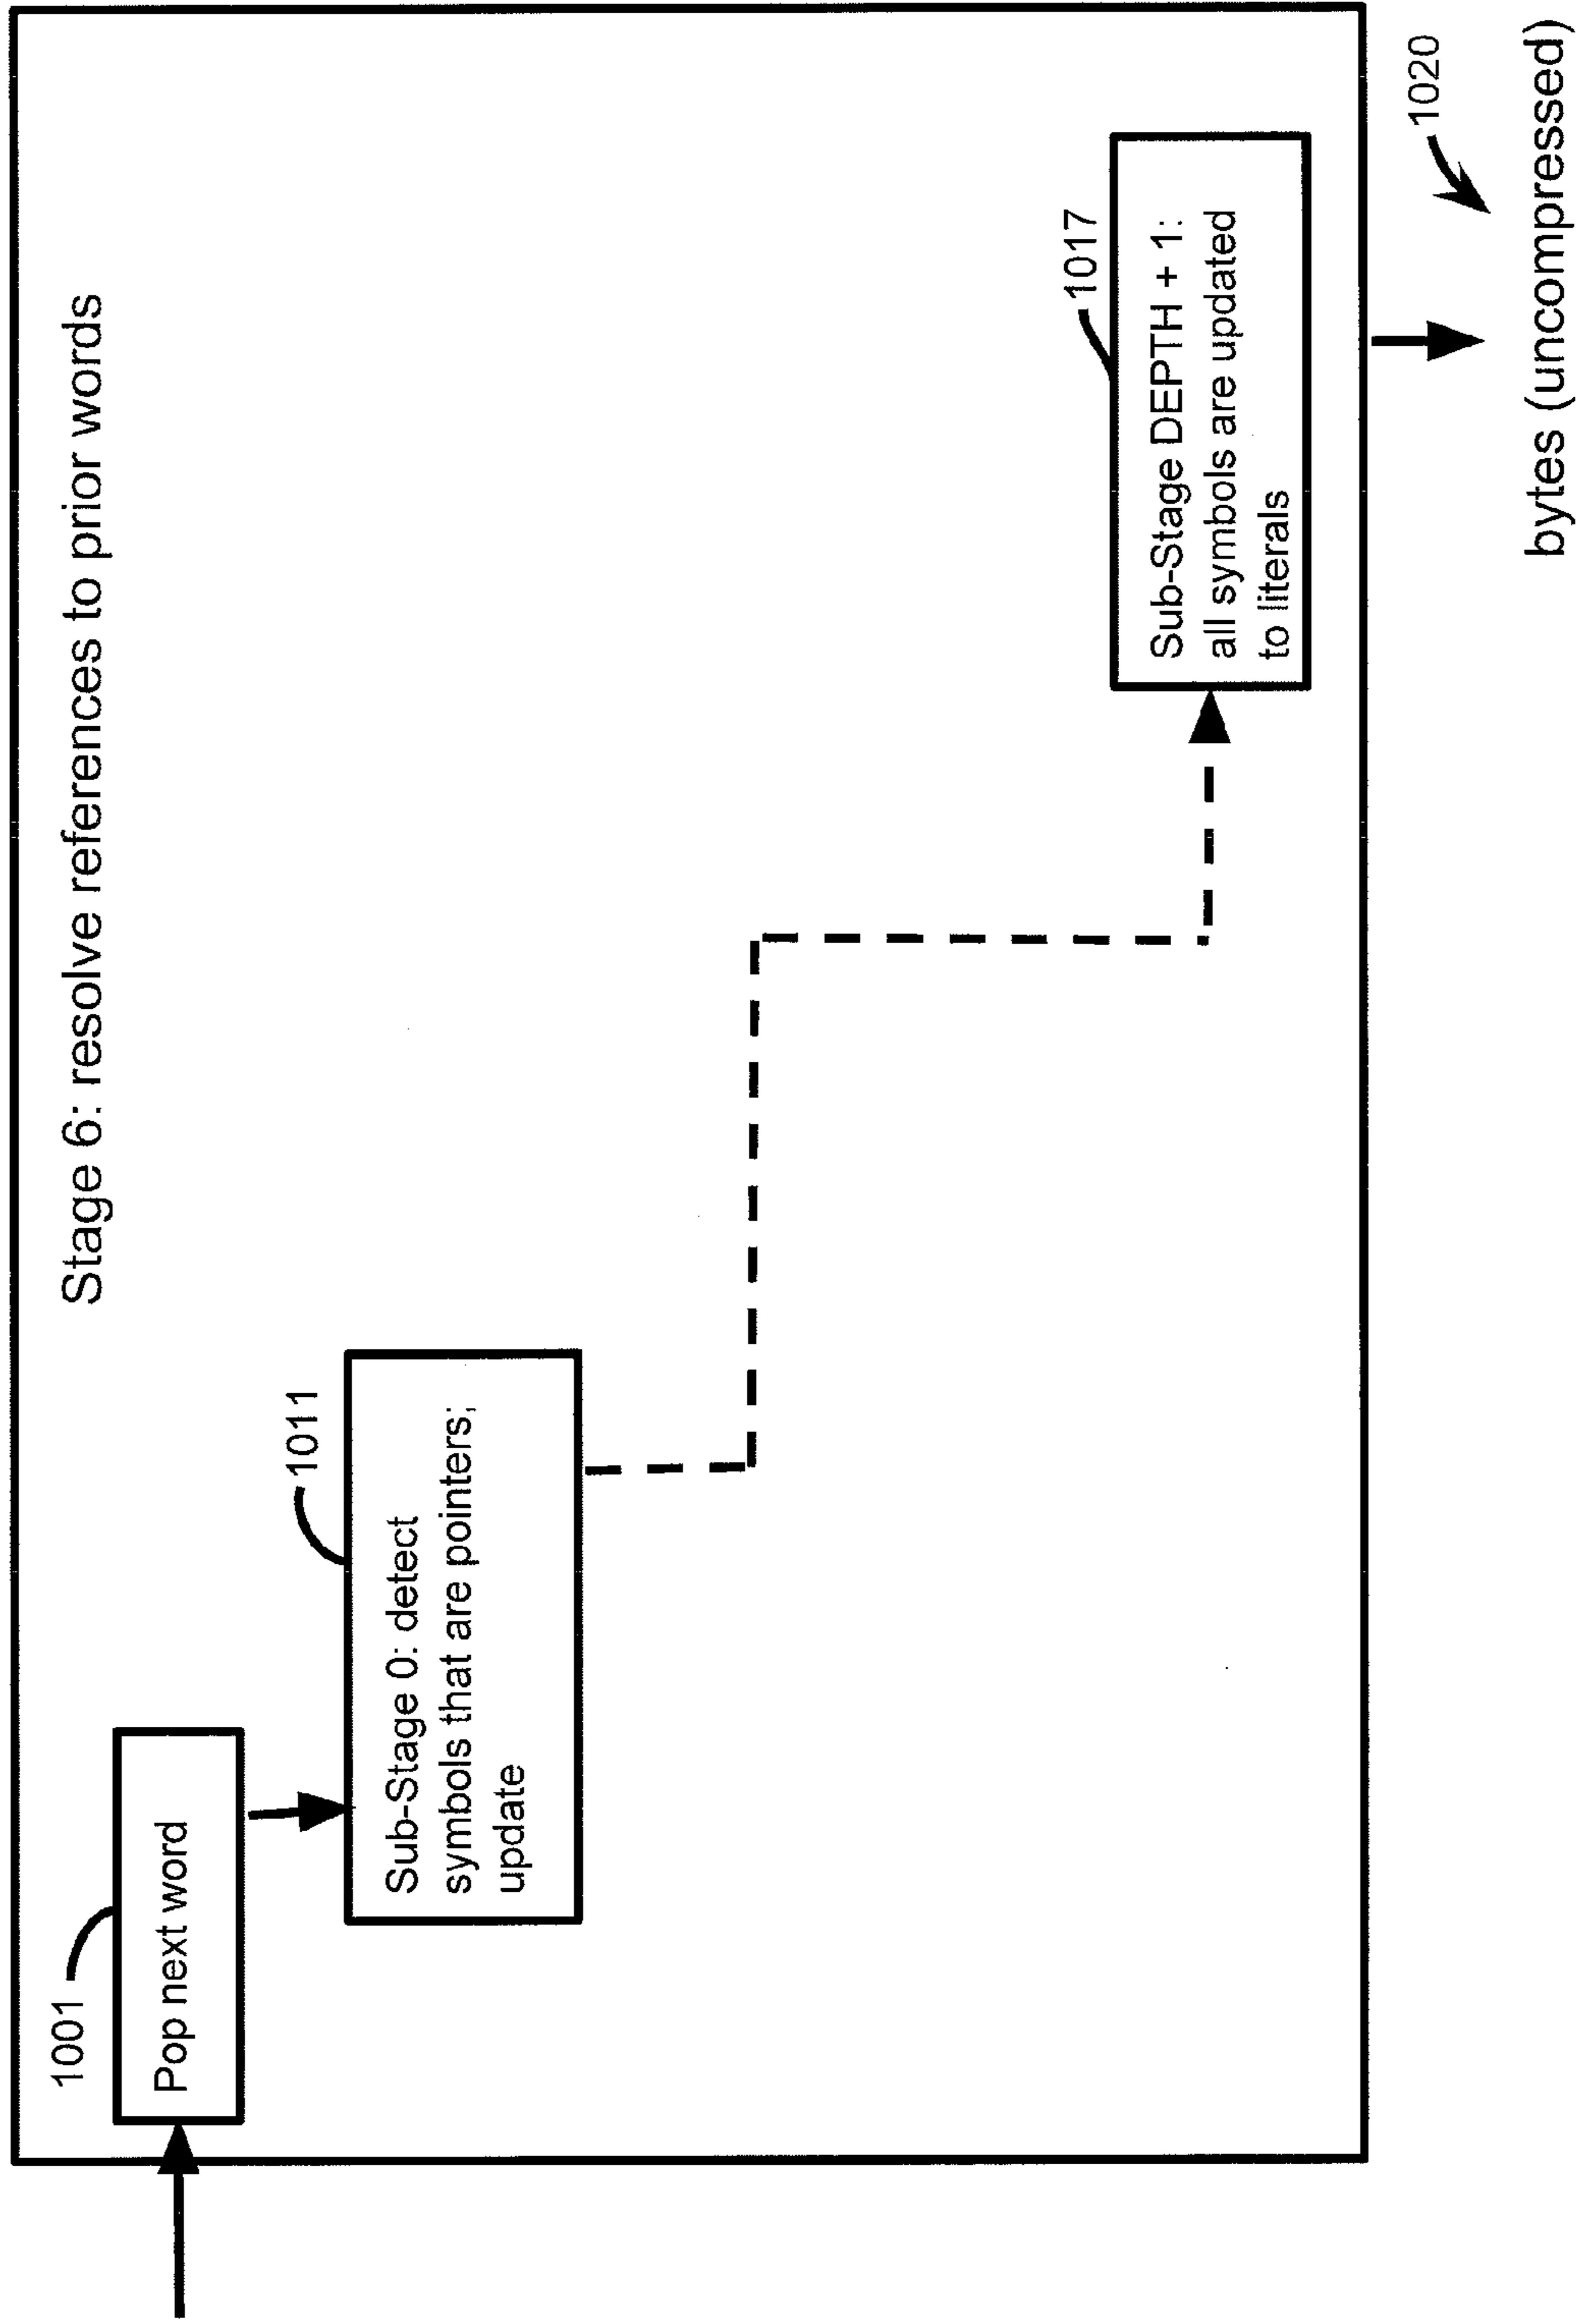 Stage 6: resolve references to prior words
1001
Pop next word
1011
Sub-Stage 0: detect
symbols that are pointers;
update
1017
Sub-Stage DEPTH + 1:
all symbols are updated
to literals
1020
bytes (uncompressed)